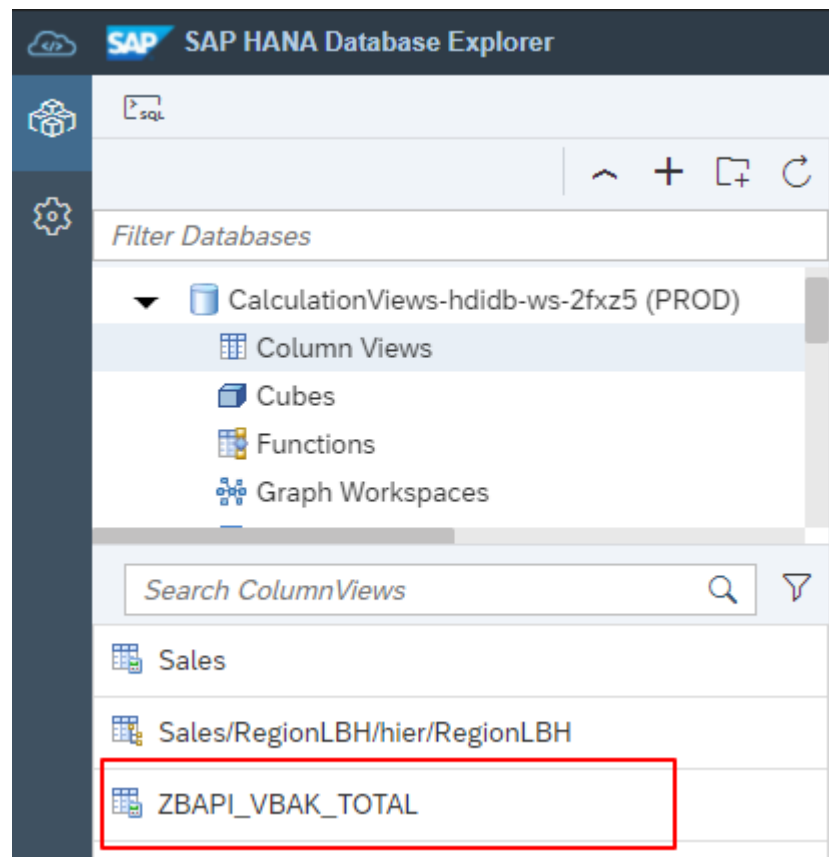 SAP SAP HANA Database Explorer
SQL
Filter Databases
CalculationViews-hdidb-ws-2fxz5 (PROD)
Column Views
Cubes
Functions
Graph Workspaces
Search ColumnViews
Sales
Sales/RegionLBH/hier/RegionLBH
ZBAPI_VBAK_TOTAL